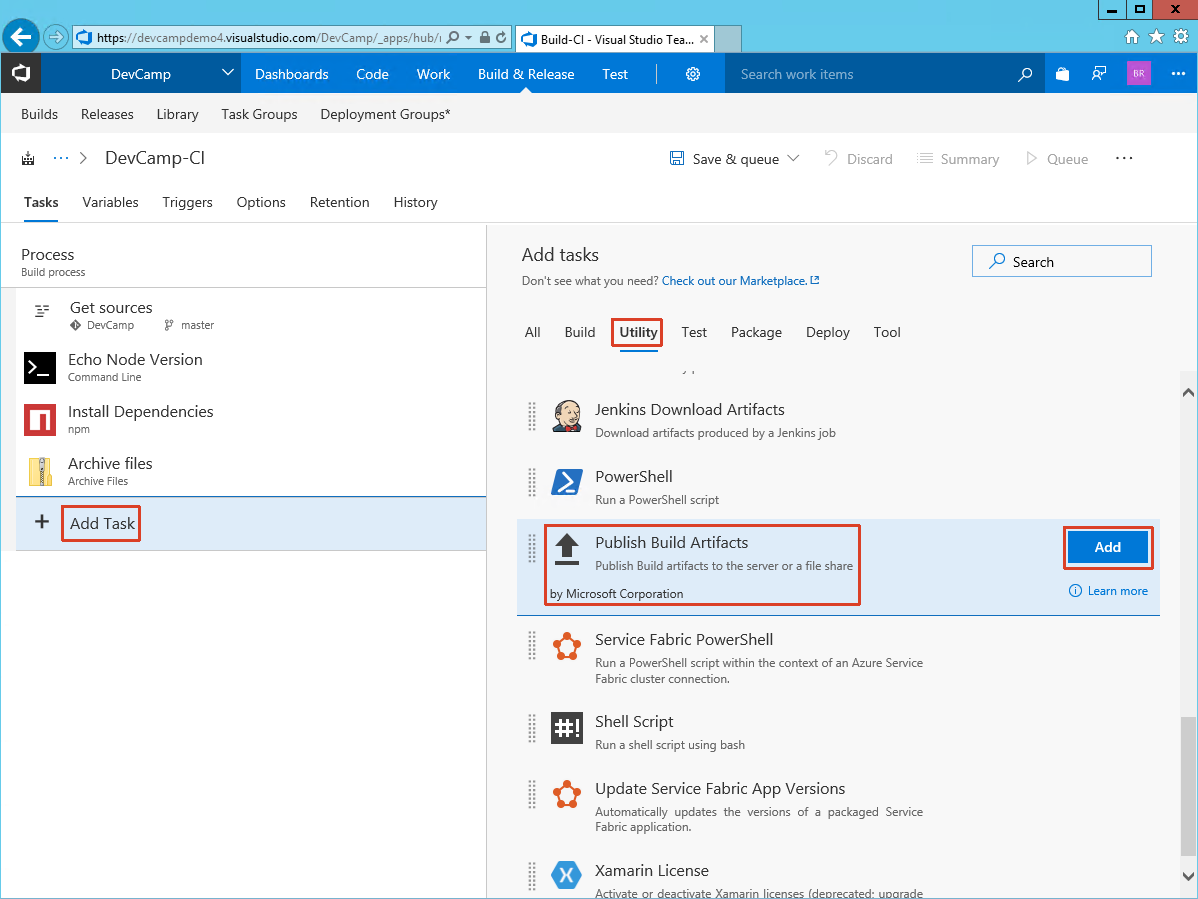 https://devcampdemo4.visualstudio.com/DevCamp/_apps/hub/
Build-CI - Visual Studio Tea...
DevCamp
Dashboards
Code
Work
Build & Release
Test
Search work items
BR
Builds
Releases
Library
Task Groups
Deployment Groups*
... > DevCamp-CI
Save & queue
Discard
Summary
Queue
...
Tasks
Variables
Triggers
Options
Retention
History
Process
Build process
Get sources
DevCamp
master
Echo Node Version
Command Line
Install Dependencies
npm
Archive files
Archive Files
+ Add Task
Add tasks
Don't see what you need? Check out our Marketplace.
Search
All
Build
Utility
Test
Package
Deploy
Tool
Jenkins Download Artifacts
Download artifacts produced by a Jenkins job
PowerShell
Run a PowerShell script
Publish Build Artifacts
Publish Build artifacts to the server or a file share
by Microsoft Corporation
Add
Learn more
Service Fabric PowerShell
Run a PowerShell script within the context of an Azure Service
Fabric cluster connection.
#!
Shell Script
Run a shell script using bash
Update Service Fabric App Versions
Automatically updates the versions of a packaged Service
Fabric application.
Xamarin License
Activate or deactivate Xamarin licenses (deprecated; upgrade